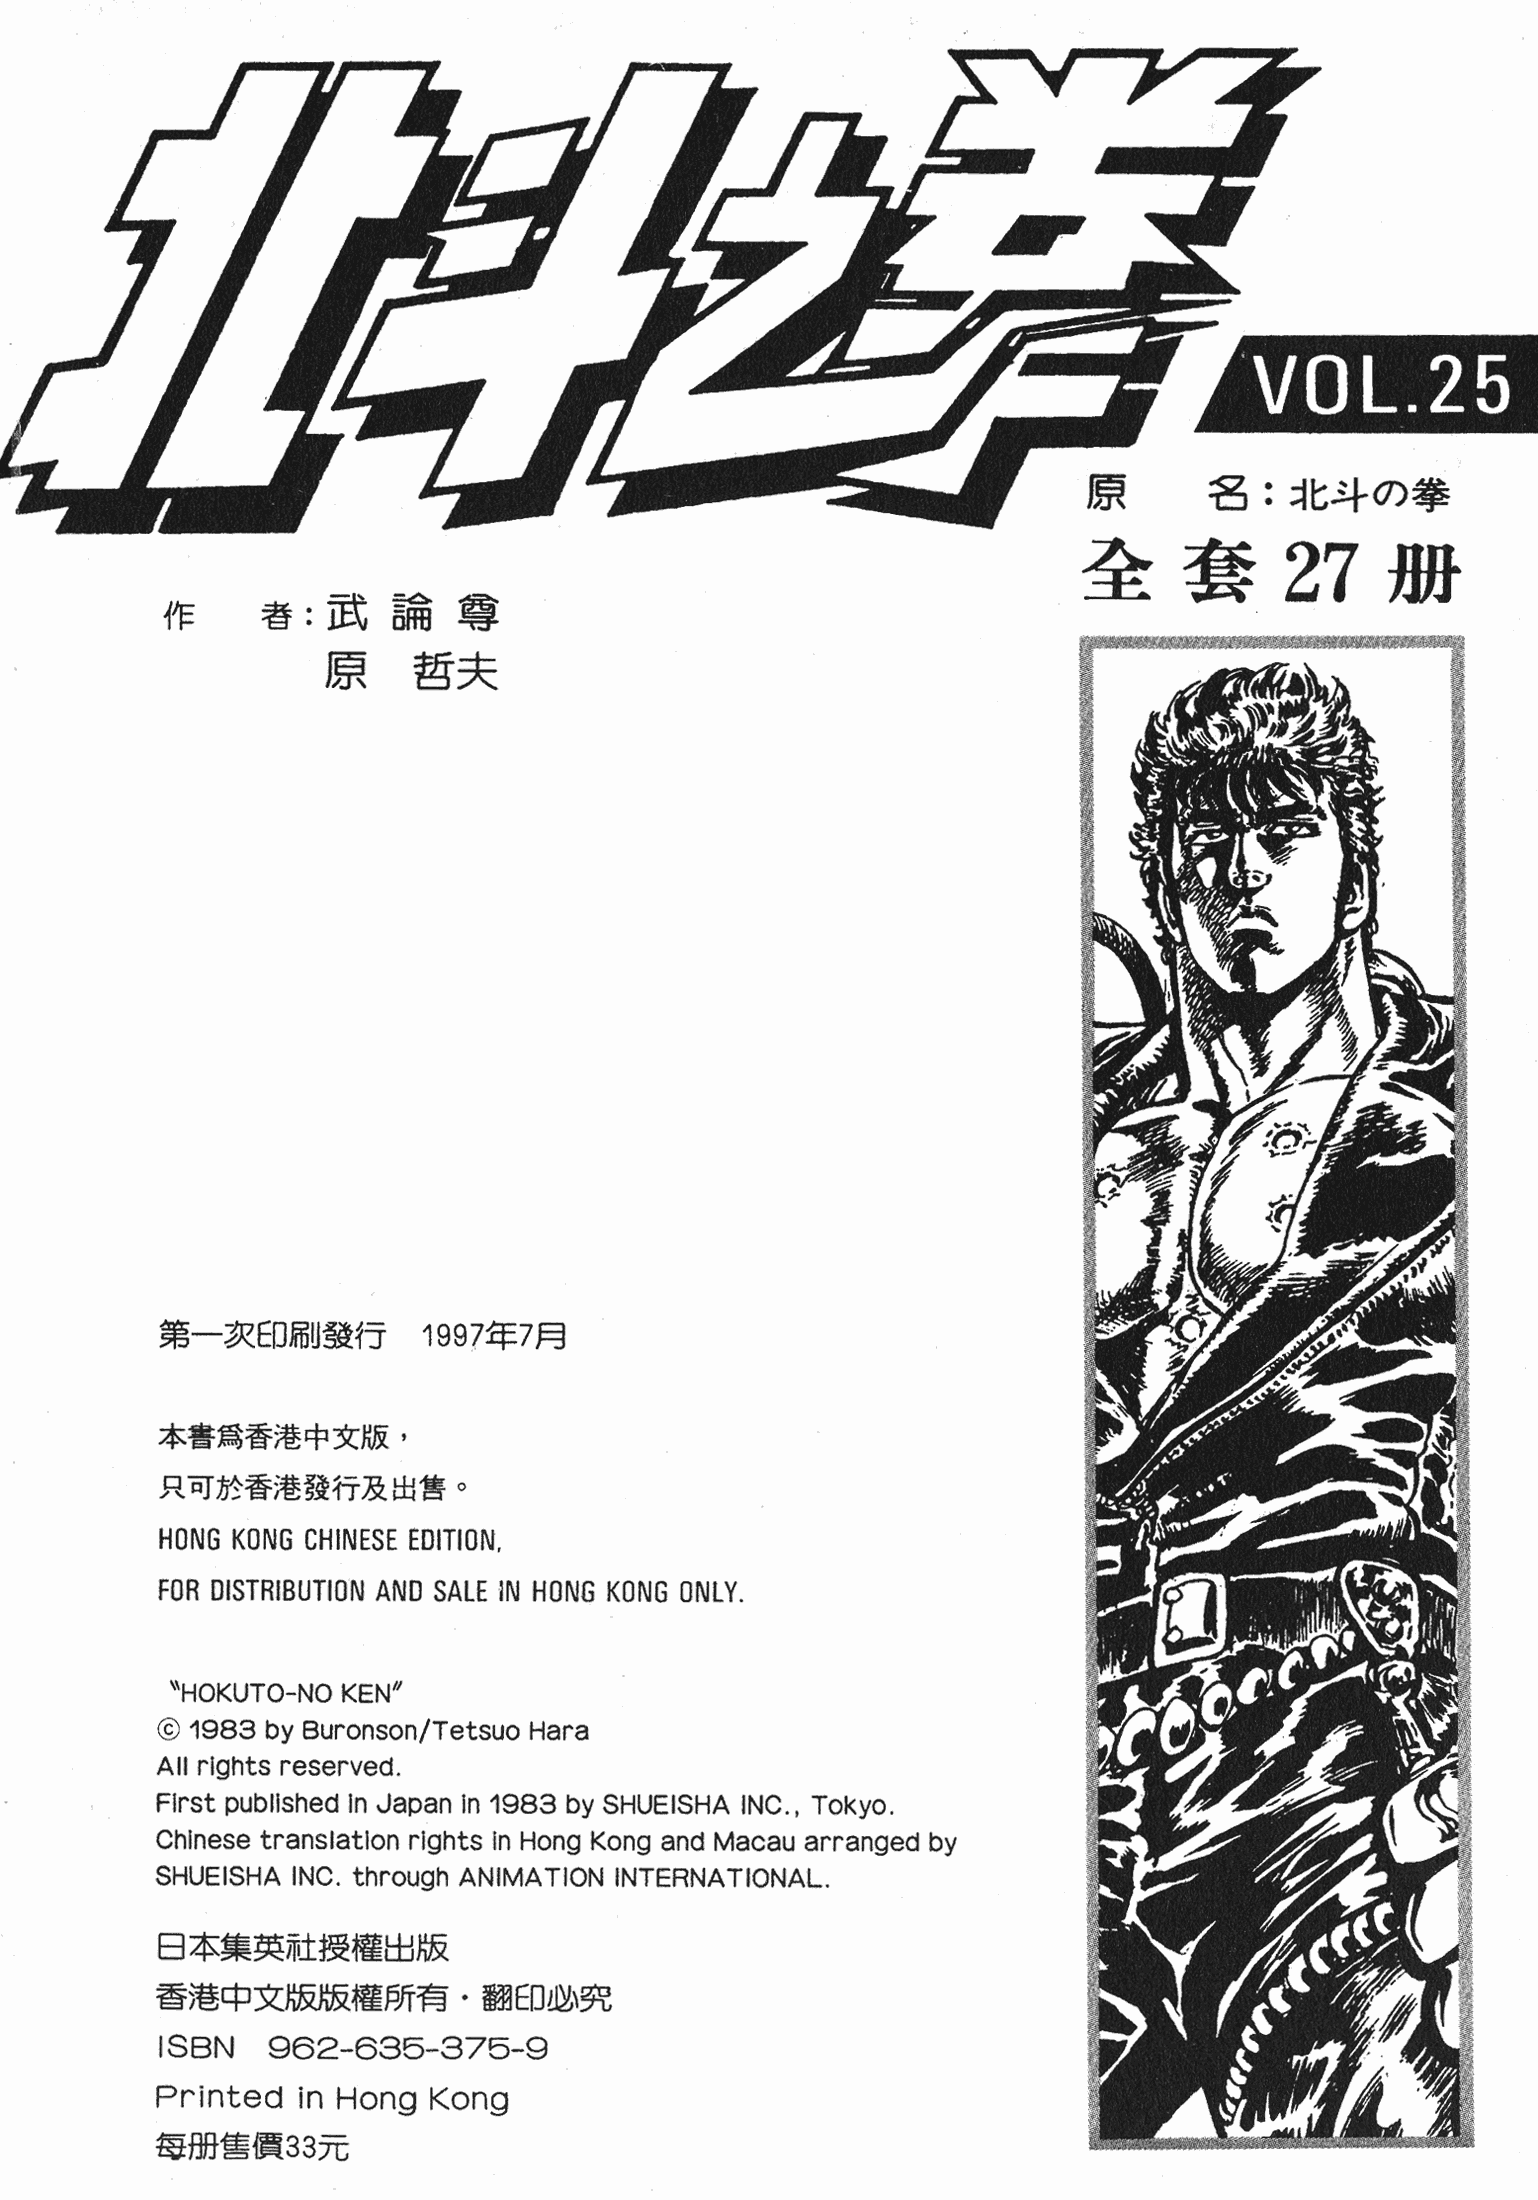 北斗之拳
VOL.25
原 名：北斗の拳
全套27册
作 者：武論尊
原 哲夫
第一次印刷發行 1997年7月
本書爲香港中文版，
只可於香港發行及出售。
HONG KONG CHINESE EDITION,
FOR DISTRIBUTION AND SALE IN HONG KONG ONLY.
"HOKUTO-NO KEN"
© 1983 by Buronson/Tetsuo Hara
All rights reserved.
First published in Japan in 1983 by SHUEISHA INC., Tokyo.
Chinese translation rights in Hong Kong and Macau arranged by
SHUEISHA INC. through ANIMATION INTERNATIONAL.
日本集英社授權出版
香港中文版版權所有・翻印必究
ISBN 962-635-375-9
Printed in Hong Kong
每册售價33元